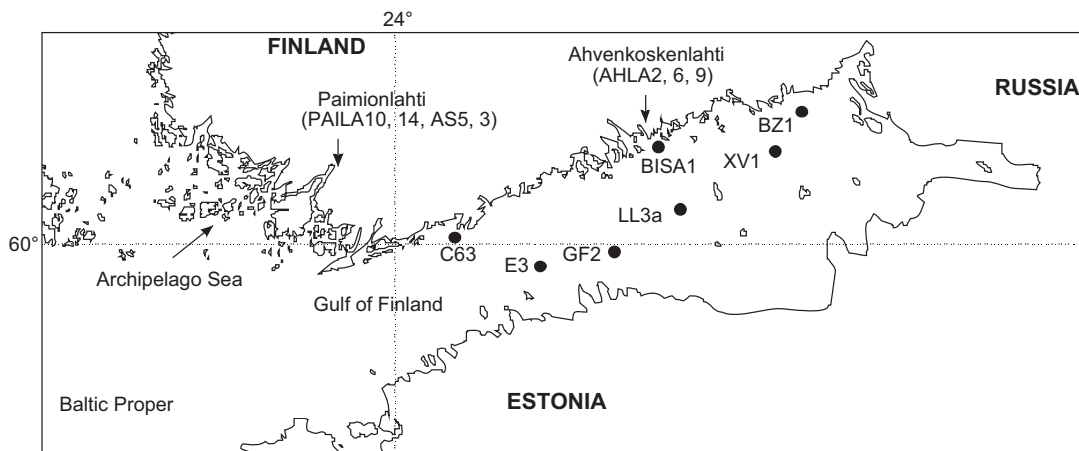 24°
FINLAND
Ahvenkoskenlahti
(AHLA2, 6, 9)
RUSSIA
Paimionlahti
(PAILA10, 14, AS5, 3)
BZ1
BISA1
XV1
LL3a
60°
C63
GF2
E3
Archipelago Sea
Gulf of Finland
Baltic Proper
ESTONIA